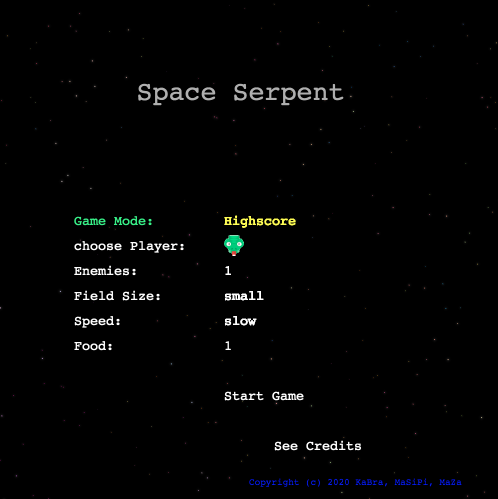 Space Serpent
Game Mode: Highscore
choose Player:
Enemies: 1
Field Size: small
Speed: slow
Food: 1
Start Game
See Credits
Copyright (c) 2020 KaBra, MaSiPi, MaZa